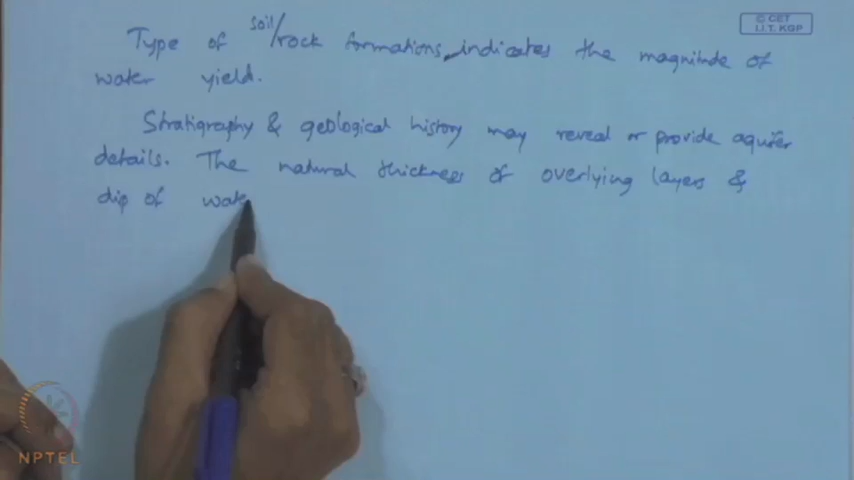 © CET
I.I.T. KGP
Type of soil/rock formations indicates the magnitude of
water yield.
Stratigraphy & geological history may reveal or provide aquifer
details. The natural thickness of overlying layers &
dip of wate
NPTEL